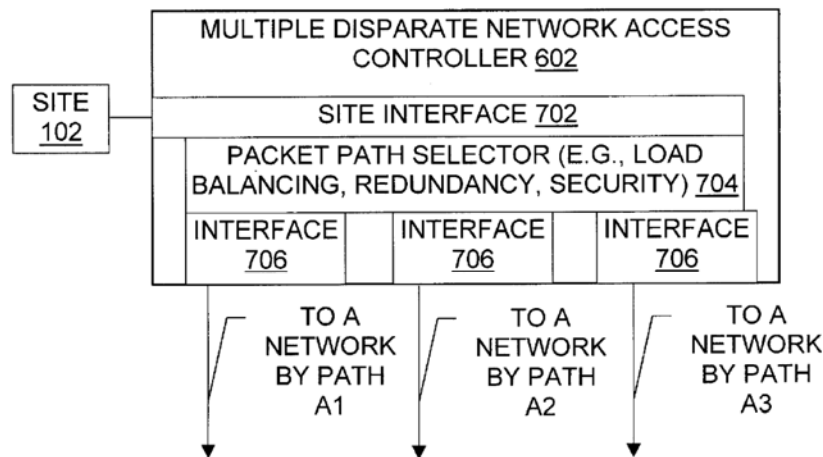 MULTIPLE DISPARATE NETWORK ACCESS
CONTROLLER 602
SITE
102
SITE INTERFACE 702
PACKET PATH SELECTOR (E.G., LOAD
BALANCING, REDUNDANCY, SECURITY) 704
INTERFACE
706
INTERFACE
706
INTERFACE
706
TO A
NETWORK
BY PATH
A1
TO A
NETWORK
BY PATH
A2
TO A
NETWORK
BY PATH
A3